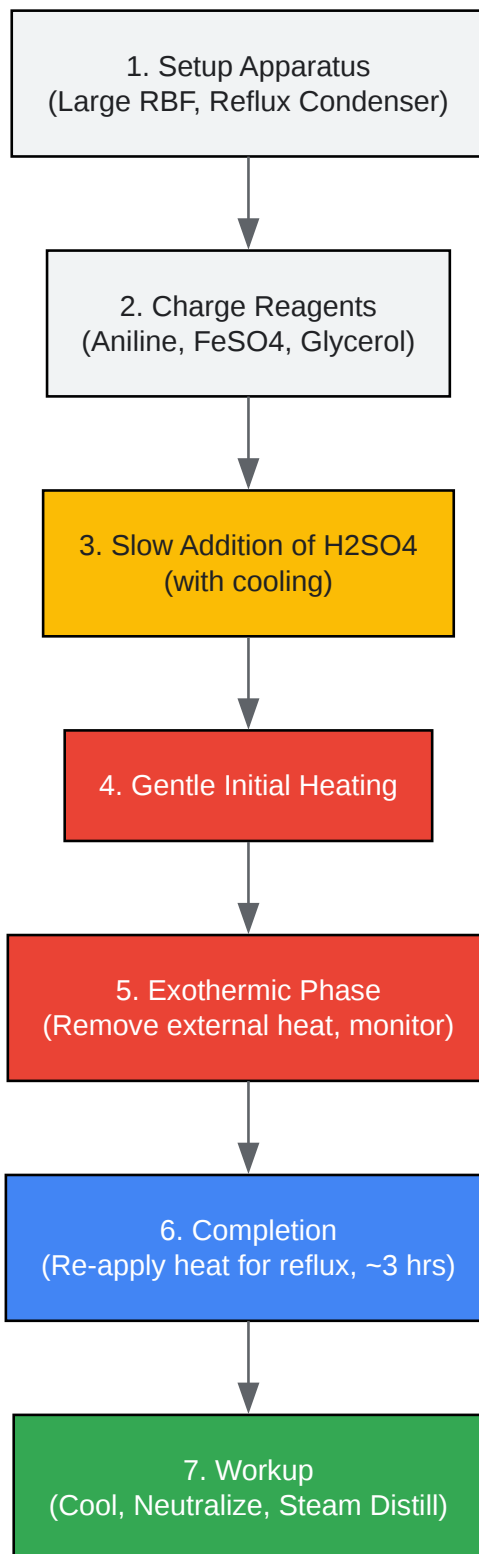 1. Setup Apparatus
(Large RBF, Reflux Condenser)
2. Charge Reagents
(Aniline, FeSO4, Glycerol)
3. Slow Addition of H2SO4
(with cooling)
4. Gentle Initial Heating
5. Exothermic Phase
(Remove external heat, monitor)
6. Completion
(Re-apply heat for reflux, ~3 hrs)
7. Workup
(Cool, Neutralize, Steam Distill)